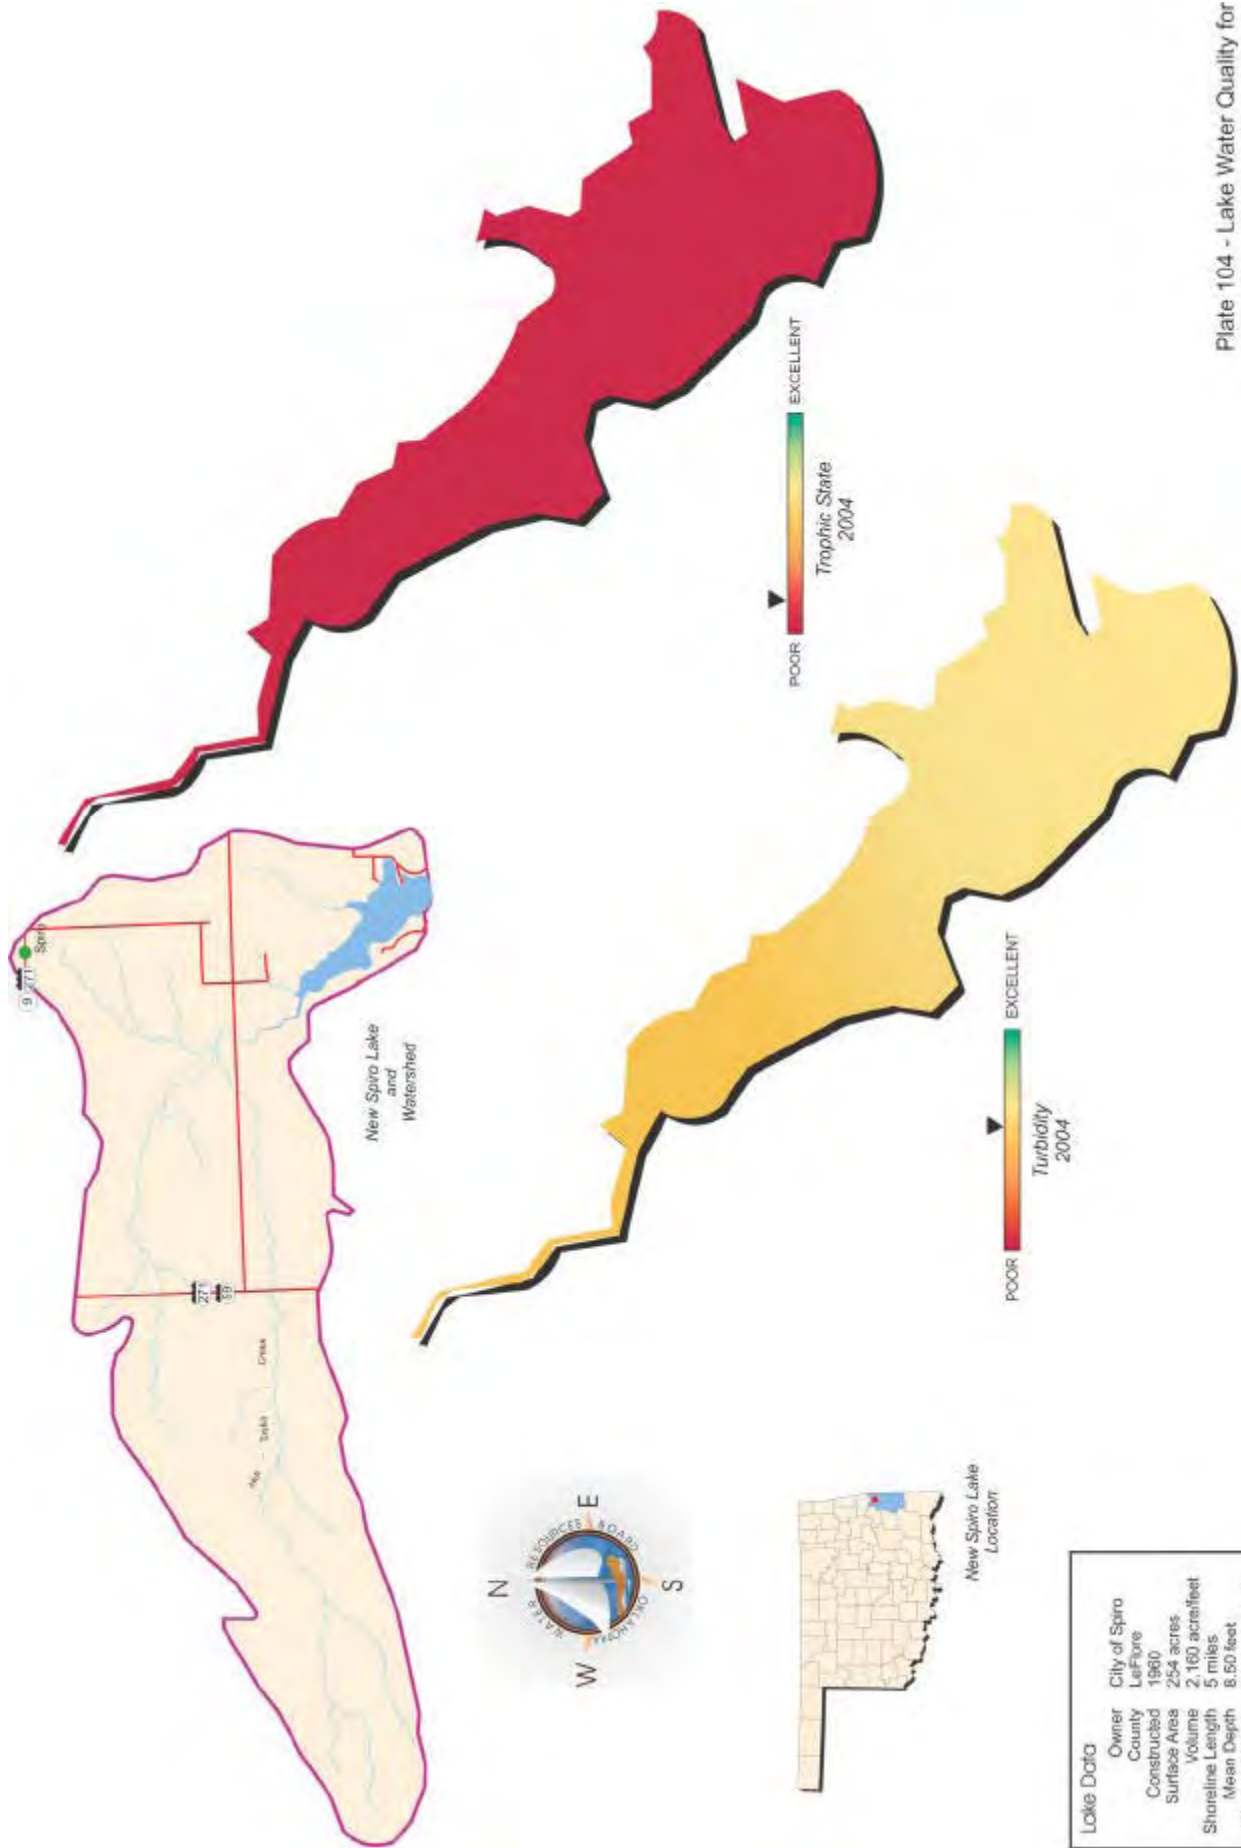 9 271
Spiro
New Spiro Lake
and
Watershed
271
59
Creek
N
W
E
S
OKLAHOMA WATER RESOURCES BOARD
POOR
EXCELLENT
Trophic State
2004
POOR
EXCELLENT
Turbidity
2004
New Spiro Lake
Location
Lake Data
Owner City of Spiro
County LeFlore
Constructed 1960
Surface Area 254 acres
Volume 2,160 acre/feet
Shoreline Length 5 miles
Mean Depth 8.50 feet
Plate 104 - Lake Water Quality for